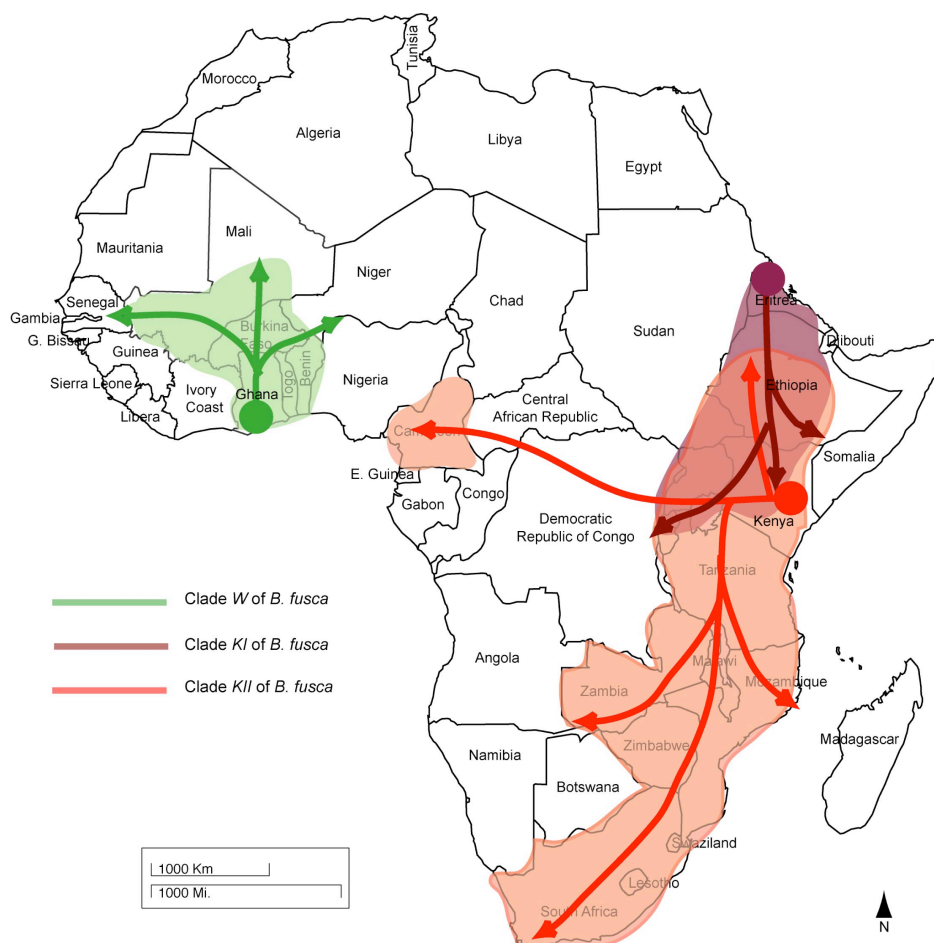 Tunisia
Morocco
Algeria
Libya
Egypt
Mauritania
Mali
Niger
Chad
Sudan
Eritrea
Senegal
Gambia
G. Bissau
Guinea
Sierra Leone
Libera
Ivory
Coast
Burkina
Faso
Ghana
Togo
Benin
Nigeria
Djibouti
Ethiopia
Central
African Republic
Cameroon
Somalia
E. Guinea
Gabon
Congo
Democratic
Republic of Congo
Kenya
Tanzania
Clade W of B. fusca
Clade KI of B. fusca
Clade KII of B. fusca
Angola
Malawi
Zambia
Mozambique
Zimbabwe
Madagascar
Namibia
Botswana
Swaziland
Lesotho
South Africa
1000 Km
1000 Mi.
N